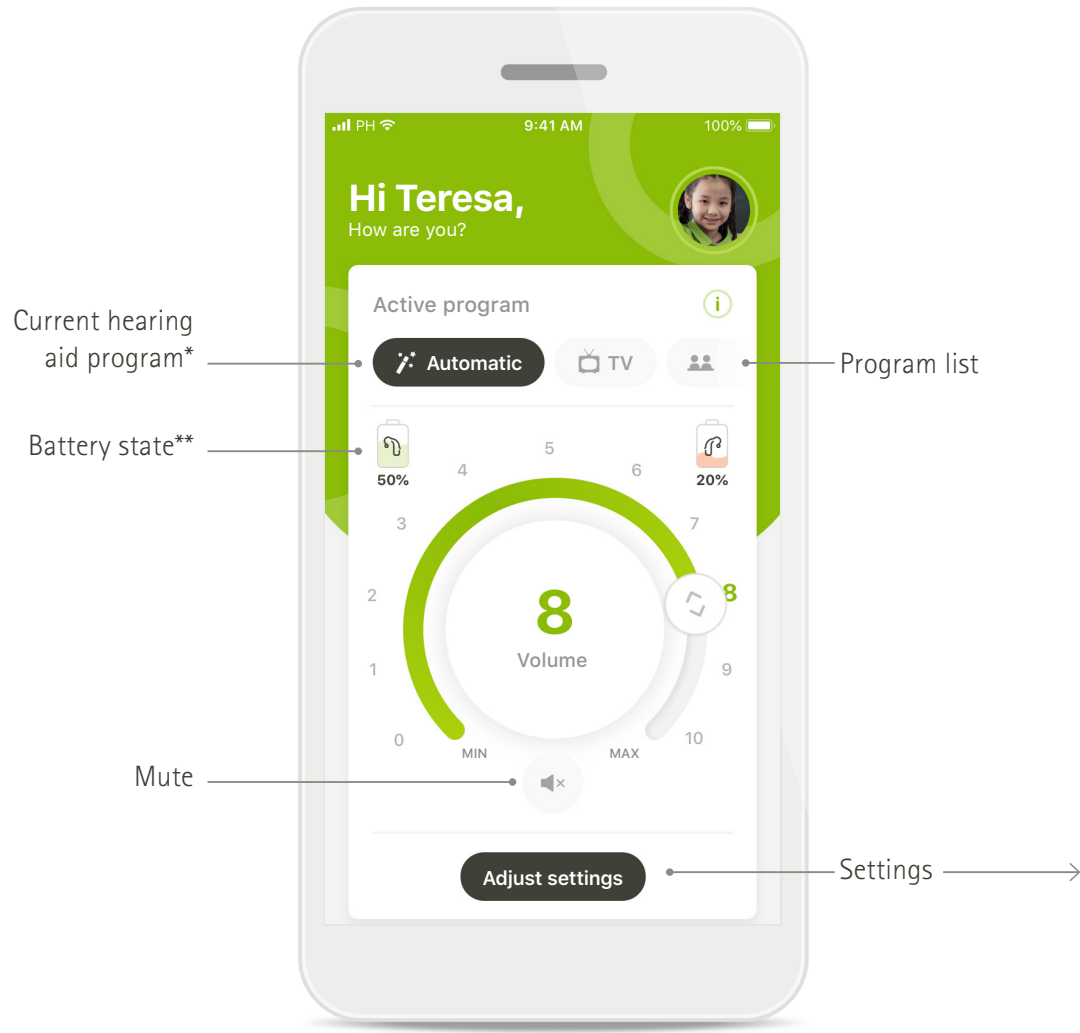 PH 9:41 AM 100%
Hi Teresa,
How are you?
Active program i
Current hearing
aid program*
Automatic TV
Program list
Battery state**
50%
20%
0
1
2
3
4
5
6
7
8
9
10
8
Volume
MIN MAX
Mute
Adjust settings
Settings